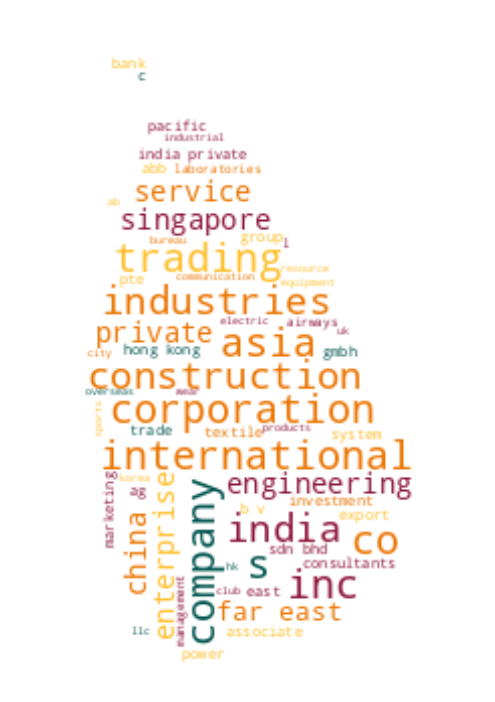 bank
c
pacific
industrial
india private
abb laboratories
service
ab
singapore
bureau group l
trading
resource
pte communication equipment
industries
electric airways
private uk
asia
city hong kong gmbh
construction
overseas wear
corporation
sports
trade textile products system
international
korea
marketing
ag
engineering
enterprise
company
investment
b v export
china
india
co
sdn bhd
s
hk consultants
inc
management
club east
far east
llc associate
power